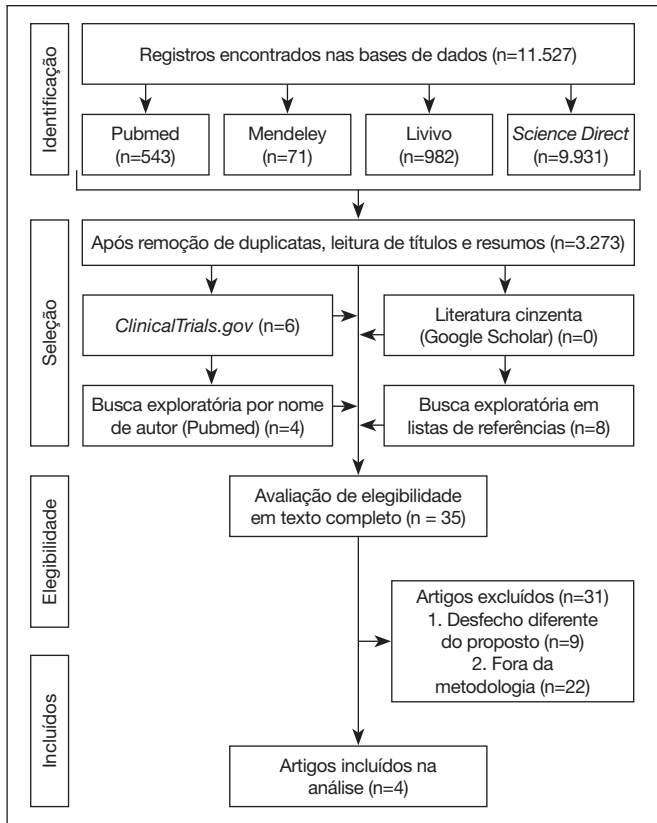 Identificação
Registros encontrados nas bases de dados (n=11.527)
Pubmed
(n=543)
Mendeley
(n=71)
Livivo
(n=982)
Science Direct
(n=9.931)
Seleção
Após remoção de duplicatas, leitura de títulos e resumos (n=3.273)
ClinicalTrials.gov (n=6)
Literatura cinzenta
(Google Scholar) (n=0)
Busca exploratória por nome
de autor (Pubmed) (n=4)
Busca exploratória em
listas de referências (n=8)
Elegibilidade
Avaliação de elegibilidade
em texto completo (n = 35)
Artigos excluídos (n=31)
1. Desfecho diferente
do proposto (n=9)
2. Fora da
metodologia (n=22)
Incluídos
Artigos incluídos na
análise (n=4)